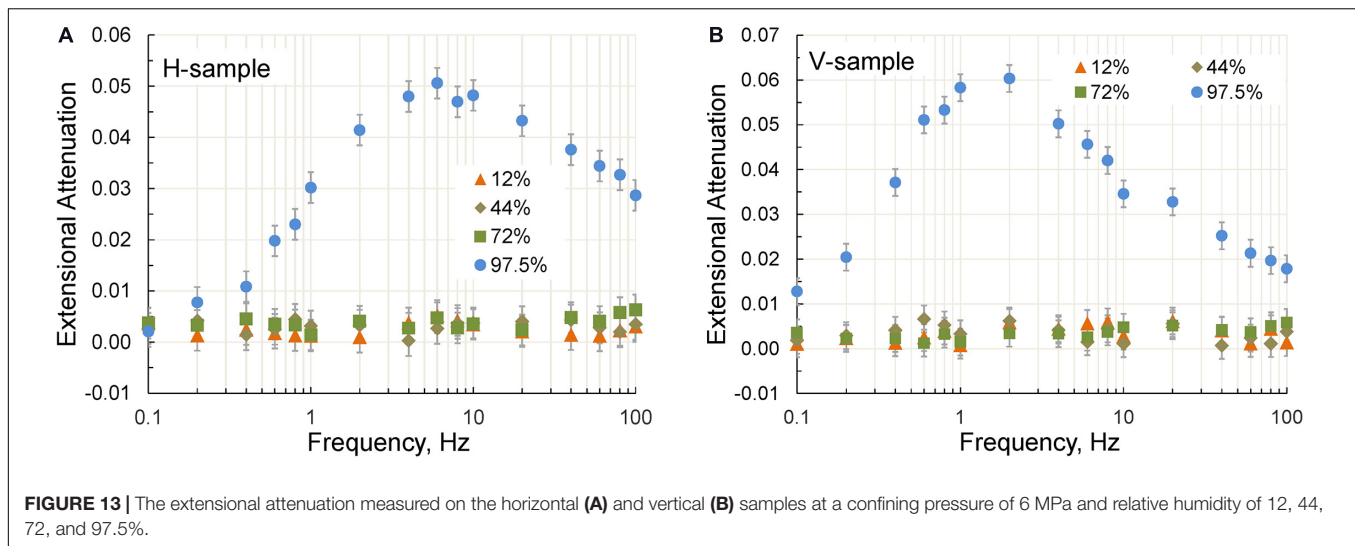 A
H-sample
Extensional Attenuation
0.06
0.05
0.04
0.03
0.02
0.01
0.00
-0.01
12%
44%
72%
97.5%
0.1 1 10 100
Frequency, Hz
B
V-sample
Extensional Attenuation
0.07
0.06
0.05
0.04
0.03
0.02
0.01
0.00
-0.01
12% 44%
72% 97.5%
0.1 1 10 100
Frequency, Hz
FIGURE 13 | The extensional attenuation measured on the horizontal (A) and vertical (B) samples at a confining pressure of 6 MPa and relative humidity of 12, 44,
72, and 97.5%.